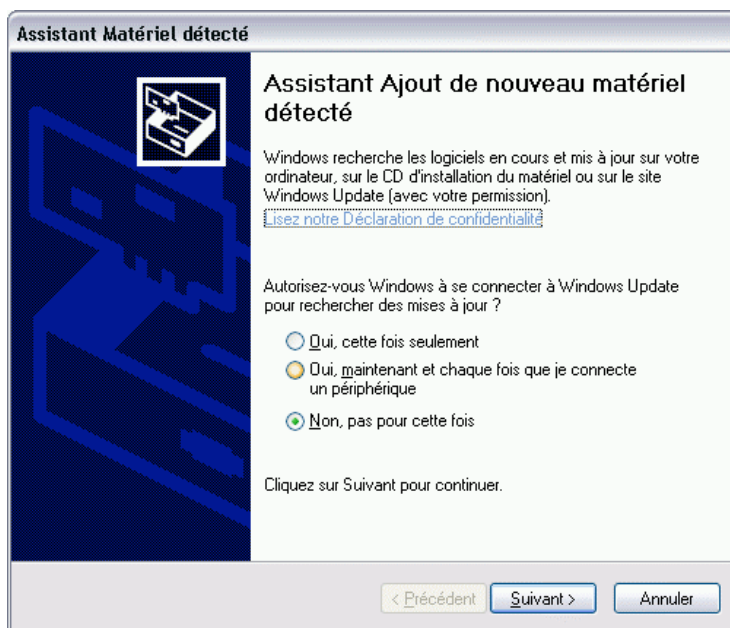 Assistant Matériel détecté
Assistant Ajout de nouveau matériel
détecté
Windows recherche les logiciels en cours et mis à jour sur votre
ordinateur, sur le CD d'installation du matériel ou sur le site
Windows Update (avec votre permission).
Lisez notre Déclaration de confidentialité
Autorisez-vous Windows à se connecter à Windows Update
pour rechercher des mises à jour ?
Oui, cette fois seulement
Oui, maintenant et chaque fois que je connecte
un périphérique
Non, pas pour cette fois
Cliquez sur Suivant pour continuer.
< Précédent
Suivant >
Annuler